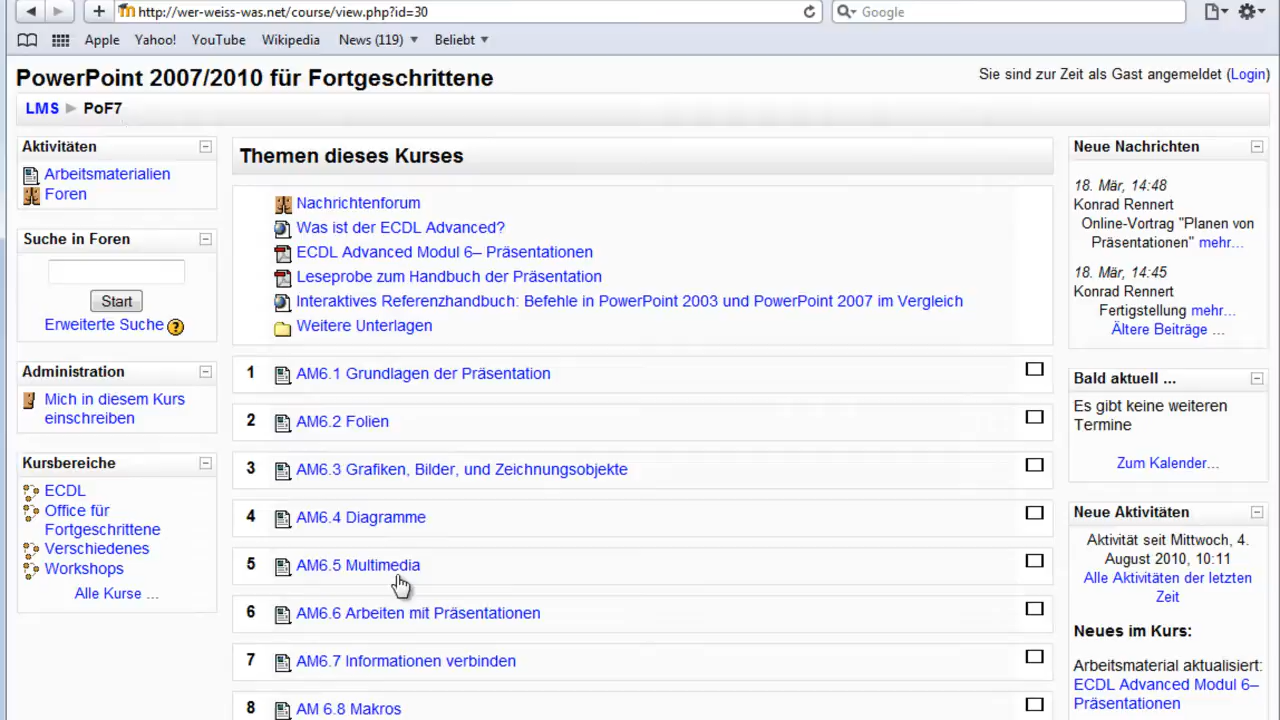 http://wer-weiss-was.net/course/view.php?id=30
Google
Apple Yahoo! YouTube Wikipedia News (119) Beliebt
PowerPoint 2007/2010 für Fortgeschrittene
Sie sind zur Zeit als Gast angemeldet (Login)
LMS ► PoF7
Aktivitäten
Arbeitsmaterialien
Foren
Suche in Foren
Start
Erweiterte Suche ?
Administration
Mich in diesem Kurs
einschreiben
Kursbereiche
ECDL
Office für
Fortgeschrittene
Verschiedenes
Workshops
Alle Kurse ...
Themen dieses Kurses
Nachrichtenforum
Was ist der ECDL Advanced?
ECDL Advanced Modul 6– Präsentationen
Leseprobe zum Handbuch der Präsentation
Interaktives Referenzhandbuch: Befehle in PowerPoint 2003 und PowerPoint 2007 im Vergleich
Weitere Unterlagen
1 AM6.1 Grundlagen der Präsentation
2 AM6.2 Folien
3 AM6.3 Grafiken, Bilder, und Zeichnungsobjekte
4 AM6.4 Diagramme
5 AM6.5 Multimedia
6 AM6.6 Arbeiten mit Präsentationen
7 AM6.7 Informationen verbinden
8 AM 6.8 Makros
Neue Nachrichten
18. Mär, 14:48
Konrad Rennert
Online-Vortrag "Planen von
Präsentationen" mehr...
18. Mär, 14:45
Konrad Rennert
Fertigstellung mehr...
Ältere Beiträge ...
Bald aktuell ...
Es gibt keine weiteren
Termine
Zum Kalender...
Neue Aktivitäten
Aktivität seit Mittwoch, 4.
August 2010, 10:11
Alle Aktivitäten der letzten
Zeit
Neues im Kurs:
Arbeitsmaterial aktualisiert:
ECDL Advanced Modul 6–
Präsentationen